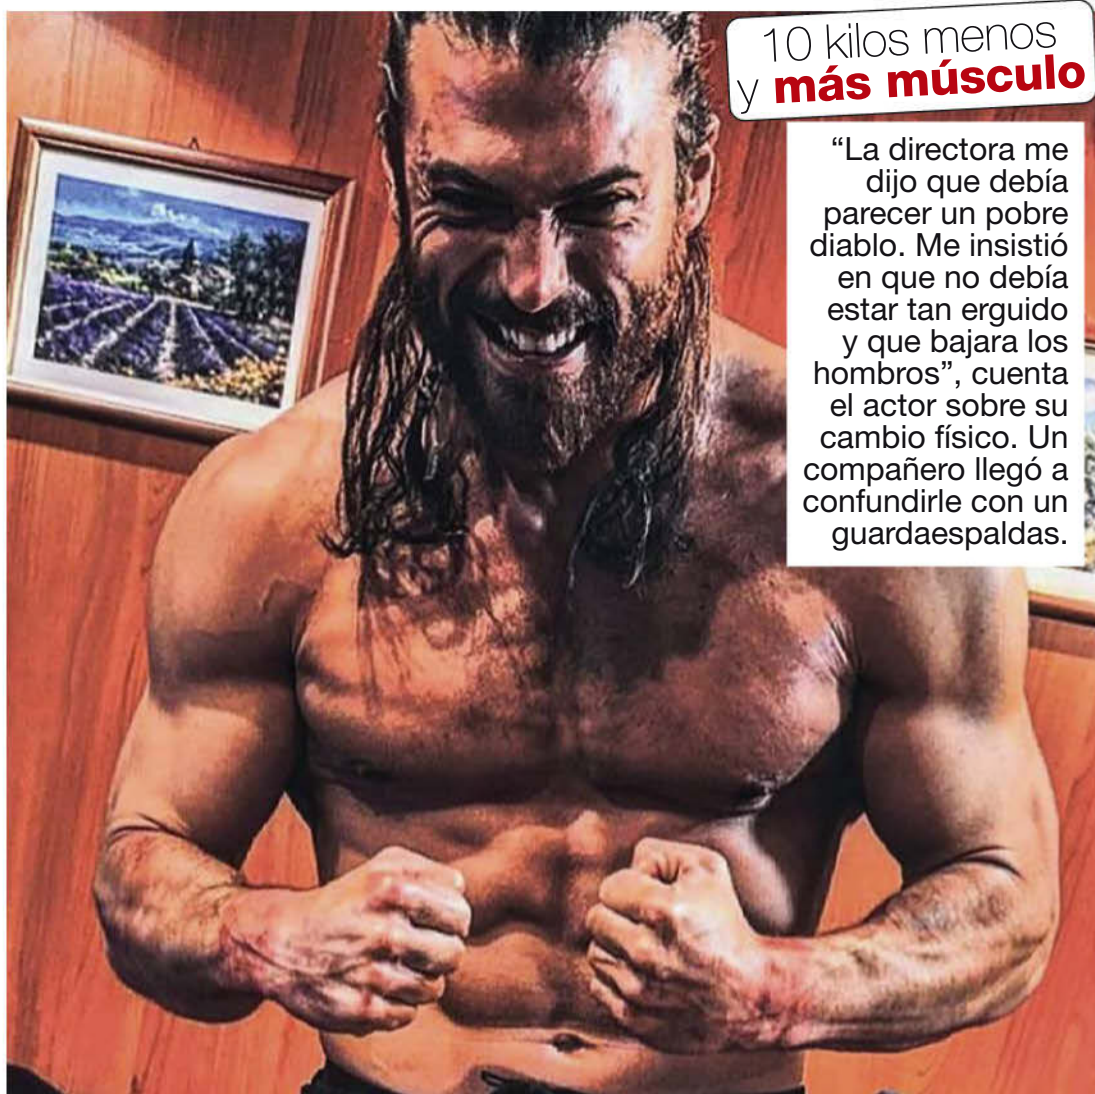 10 kilos menos
y más músculo
“La directora me
dijo que debía
parecer un pobre
diablo. Me insistió
en que no debía
estar tan erguido
y que bajara los
hombros”, cuenta
el actor sobre su
cambio físico. Un
compañero llegó a
confundirle con un
guardaespaldas.